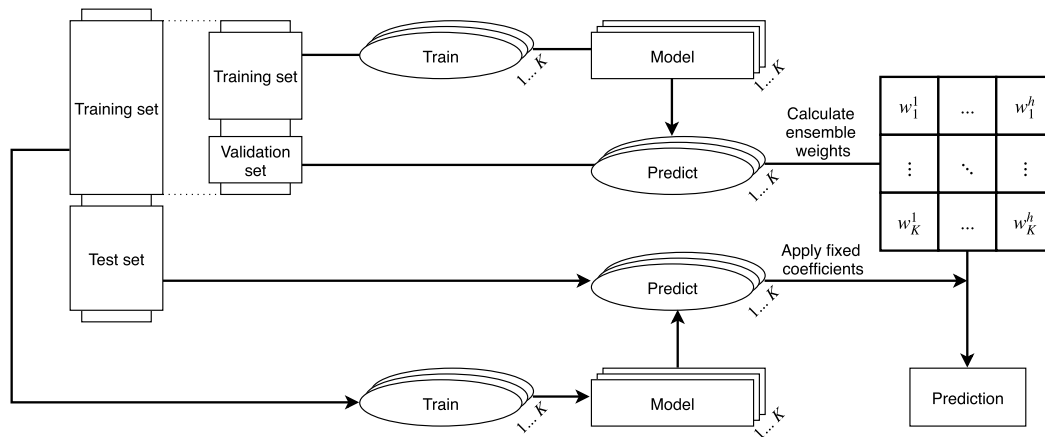 Training set
Training set
Validation
set
Test set
Train
1... K
Model
1... K
Calculate
ensemble
weights
Predict
1... K
w_1^1 ... w_1^h
⋮ ⋱ ⋮
w_K^1 ... w_K^h
Apply fixed
coefficients
Predict
1... K
Train
1... K
Model
1... K
Prediction